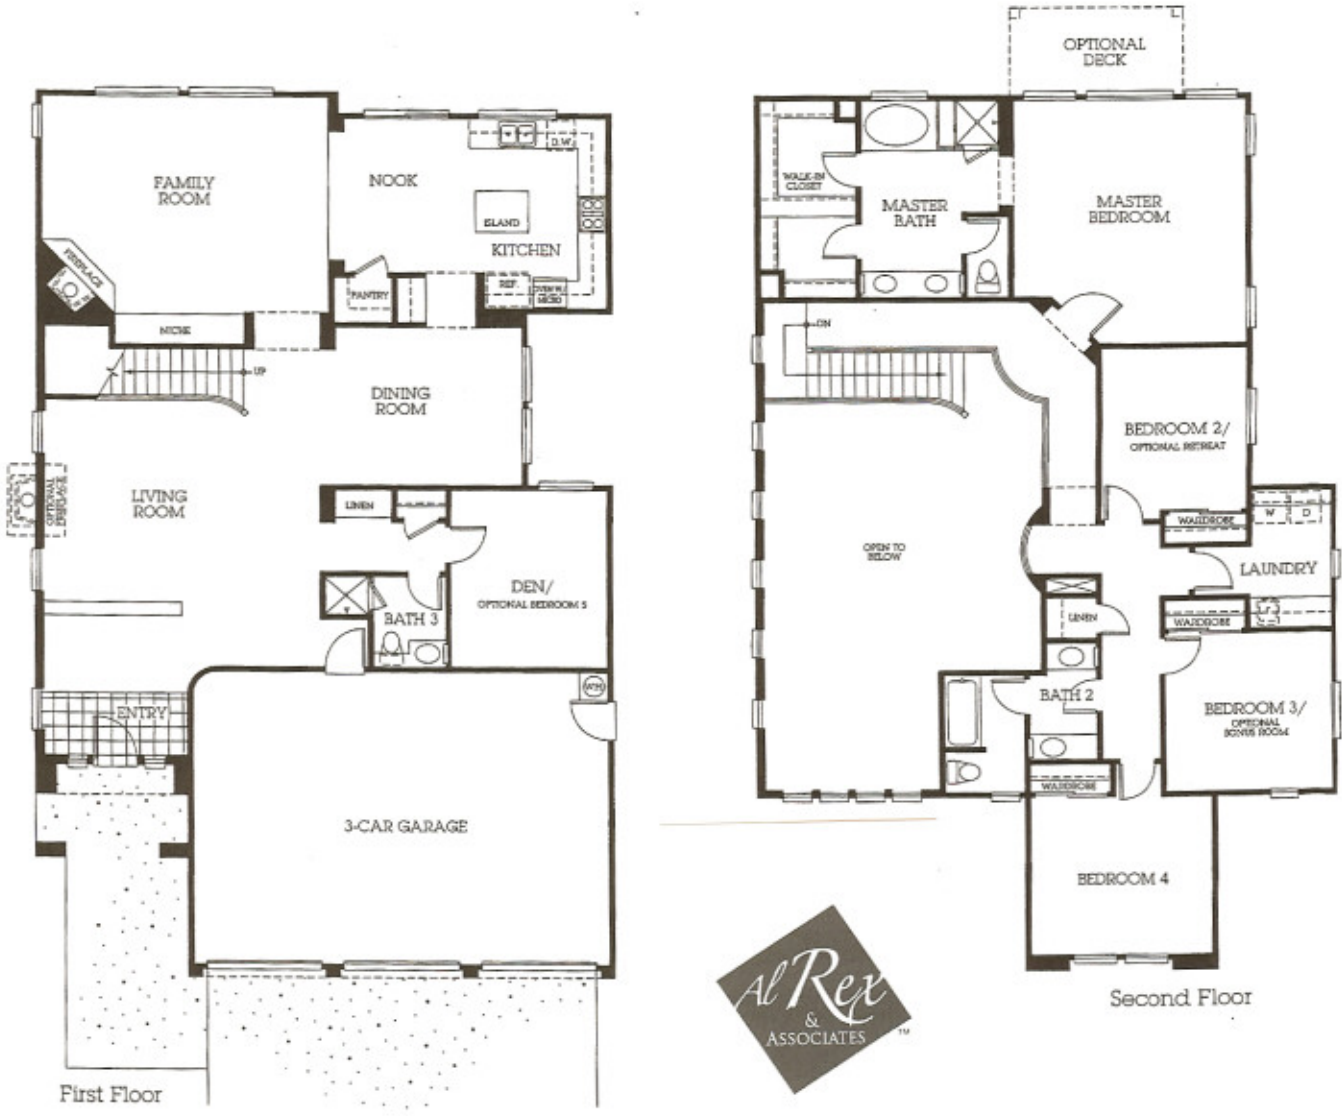 FAMILY
ROOM
NOOK
D.W.
ISLAND
KITCHEN
FIREPLACE
PANTRY
REF.
OVEN W/
MICRO
NICHE
UP
DINING
ROOM
OPTIONAL
FIREPLACE
LIVING
ROOM
LINEN
DEN/
OPTIONAL BEDROOM 5
BATH 3
WH
ENTRY
3-CAR GARAGE
First Floor
OPTIONAL
DECK
WALK-IN
CLOSET
MASTER
BATH
MASTER
BEDROOM
DN
BEDROOM 2/
OPTIONAL RETREAT
WARDROBE
W
D
OPEN TO
BELOW
LAUNDRY
LINEN
WARDROBE
BATH 2
BEDROOM 3/
OPTIONAL
BONUS ROOM
WARDROBE
BEDROOM 4
Second Floor
Al Rex
&
ASSOCIATES
TM